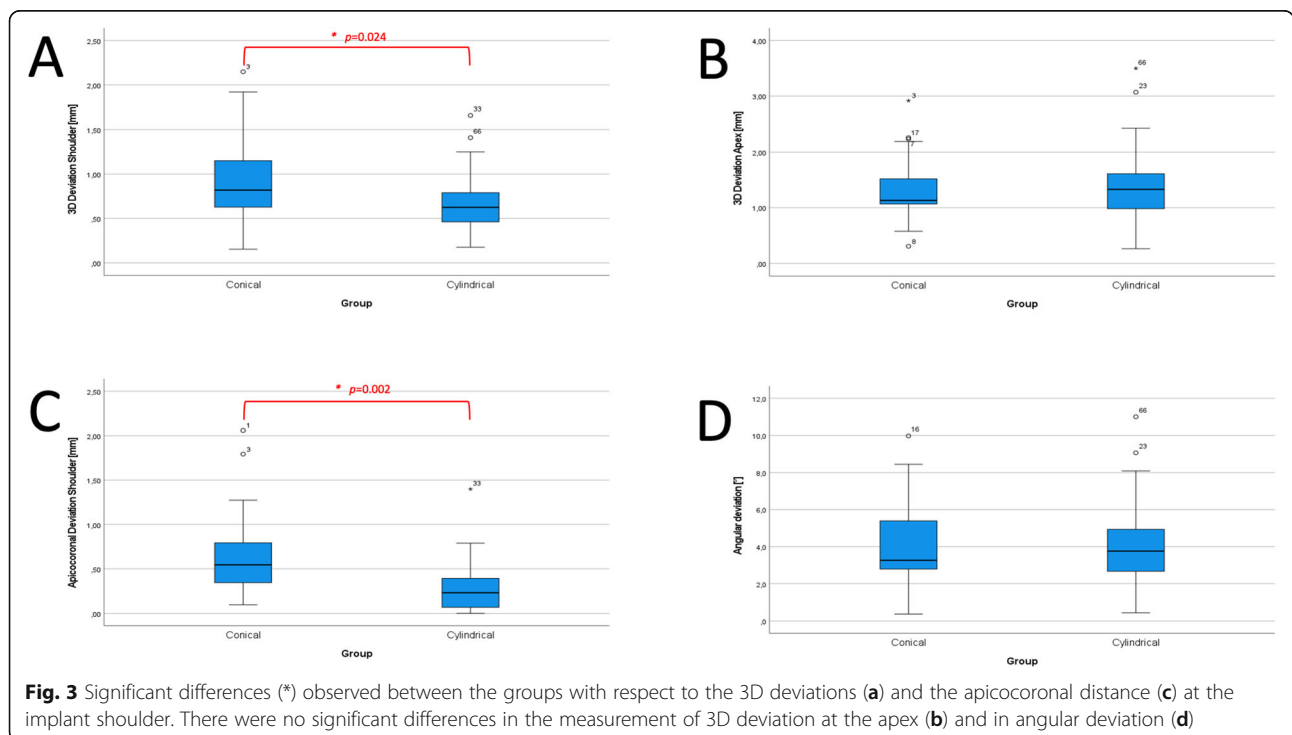 A
* p=0.024
3D Deviation Shoulder [mm]
2,50
2,00
1,50
1,00
,50
,00
3
33
66
Conical
Cylindrical
Group
B
3D Deviation Apex [mm]
4,00
3,00
2,00
1,00
,00
3
17
7
8
66
23
Conical
Cylindrical
Group
C
* p=0.002
Apicocoronal Deviation Shoulder [mm]
2,50
2,00
1,50
1,00
,50
,00
1
3
33
Conical
Cylindrical
Group
D
Angular deviation [°]
12,0
10,0
8,0
6,0
4,0
2,0
,0
16
66
23
Conical
Cylindrical
Group
Fig. 3 Significant differences (*) observed between the groups with respect to the 3D deviations (a) and the apicocoronal distance (c) at the
implant shoulder. There were no significant differences in the measurement of 3D deviation at the apex (b) and in angular deviation (d)